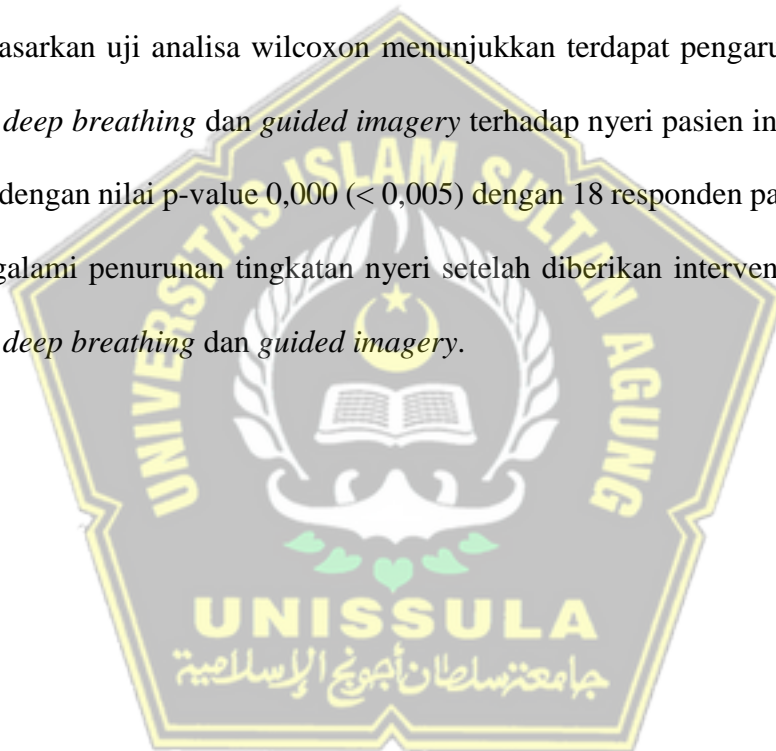 asarkan uji analisa wilcoxon menunjukkan terdapat pengaru
deep breathing dan guided imagery terhadap nyeri pasien in
dengan nilai p-value 0,000 (< 0,005) dengan 18 responden pa
galami penurunan tingkatan nyeri setelah diberikan interven
deep breathing dan guided imagery.
UNIVERSITAS ISLAM SULTAN AGUNG
UNISSULA
جامعة سلطان أجونج الإسلامية